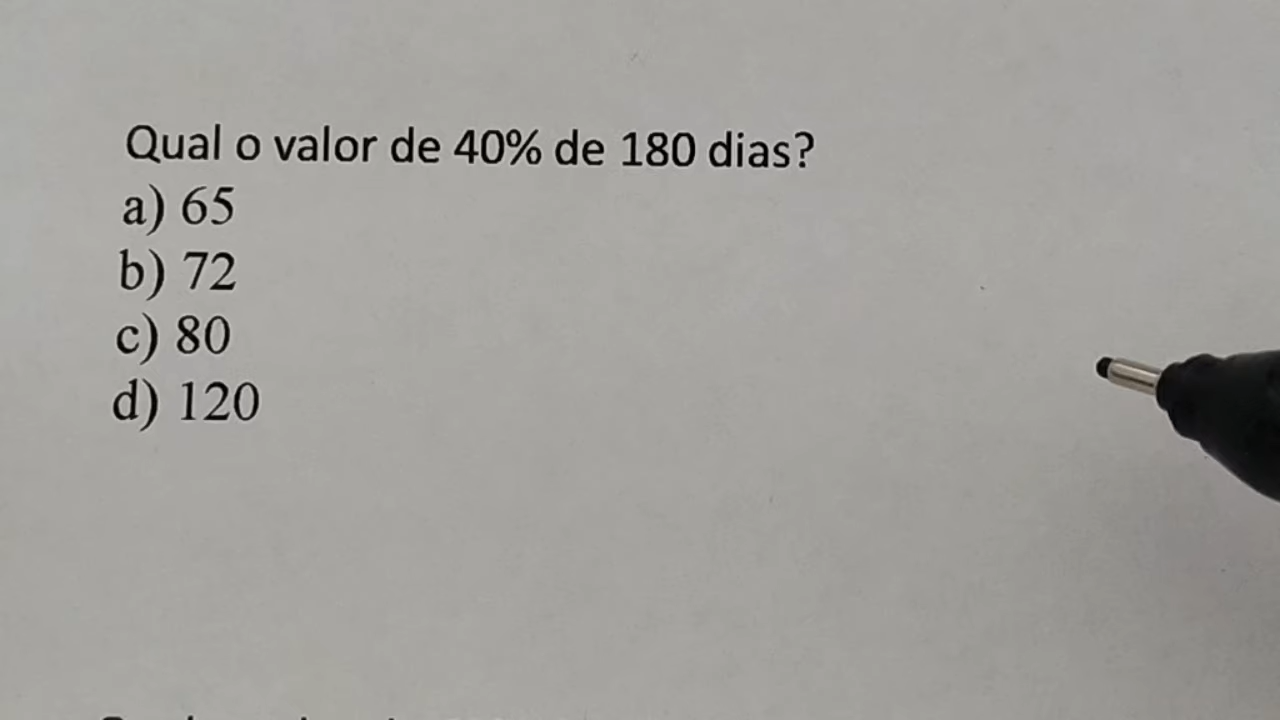 Qual o valor de 40% de 180 dias?
a) 65
b) 72
c) 80
d) 120